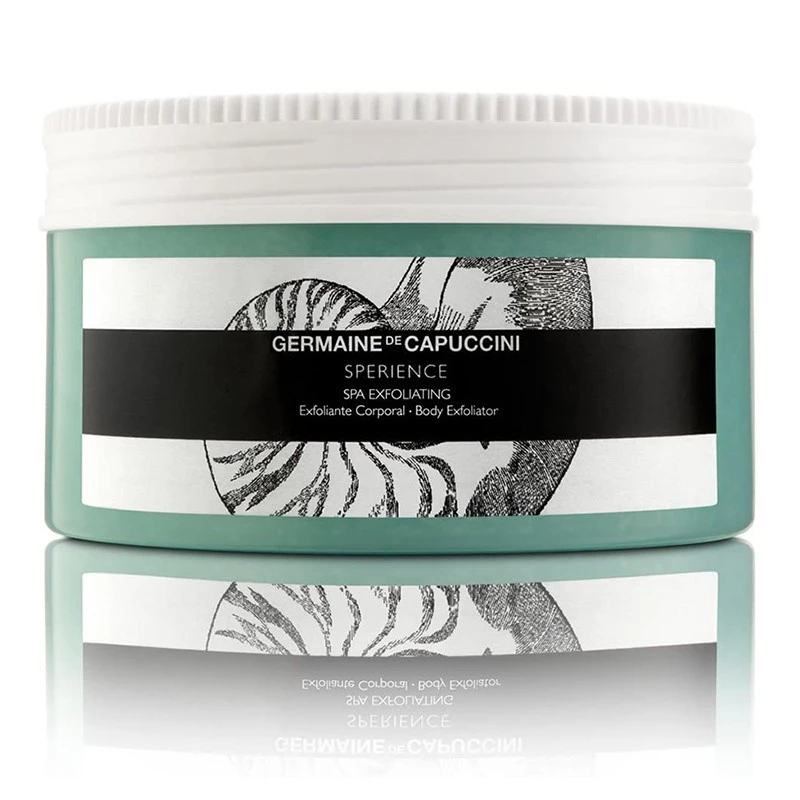 GERMAINE DE CAPUCCINI
SPERIENCE
SPA EXFOLIATING
Exfoliante Corporal · Body Exfoliator